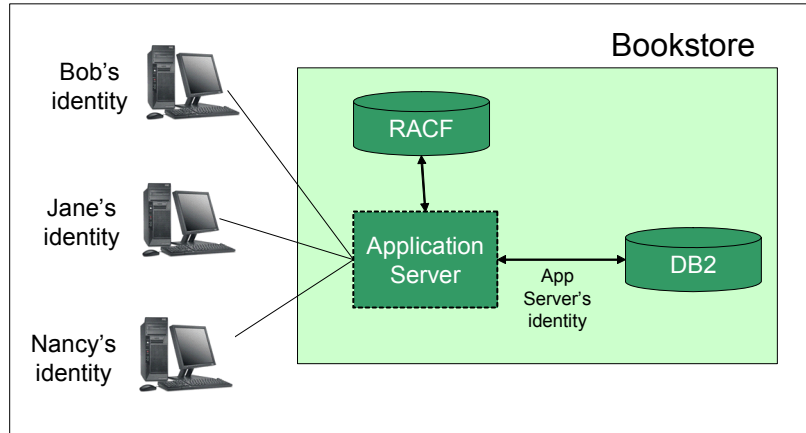 Bookstore
Bob's
identity
RACF
Jane's
identity
Application
Server
DB2
App
Server's
identity
Nancy's
identity